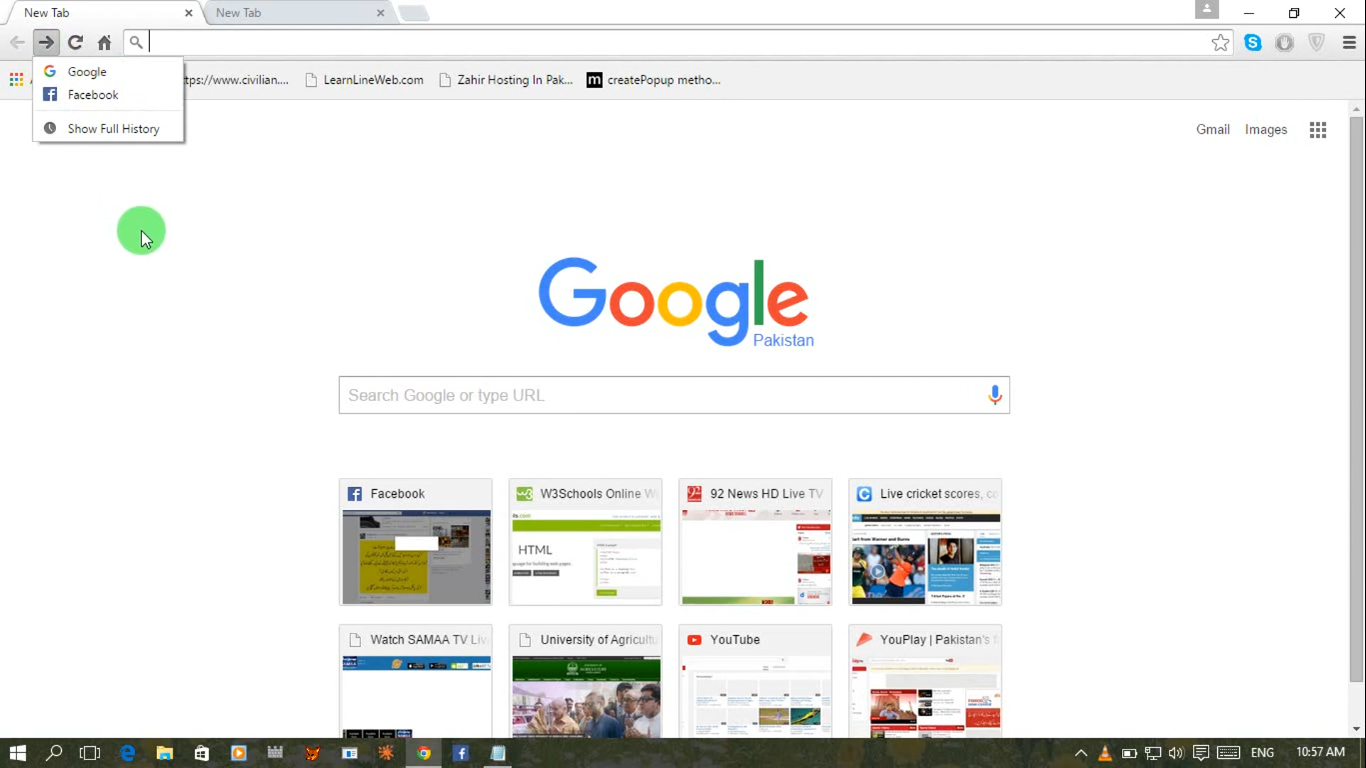 New Tab
New Tab
Google
Facebook
Show Full History
ttps://www.civilian....
LearnLineWeb.com
Zahir Hosting In Pak...
m createPopup metho...
Gmail
Images
Google
Pakistan
Search Google or type URL
Facebook
W3Schools Online W
92 News HD Live TV
Live cricket scores, co
HTML
Watch SAMAA TV Liv
University of Agricultu
YouTube
YouPlay | Pakistan's f
ENG
10:57 AM